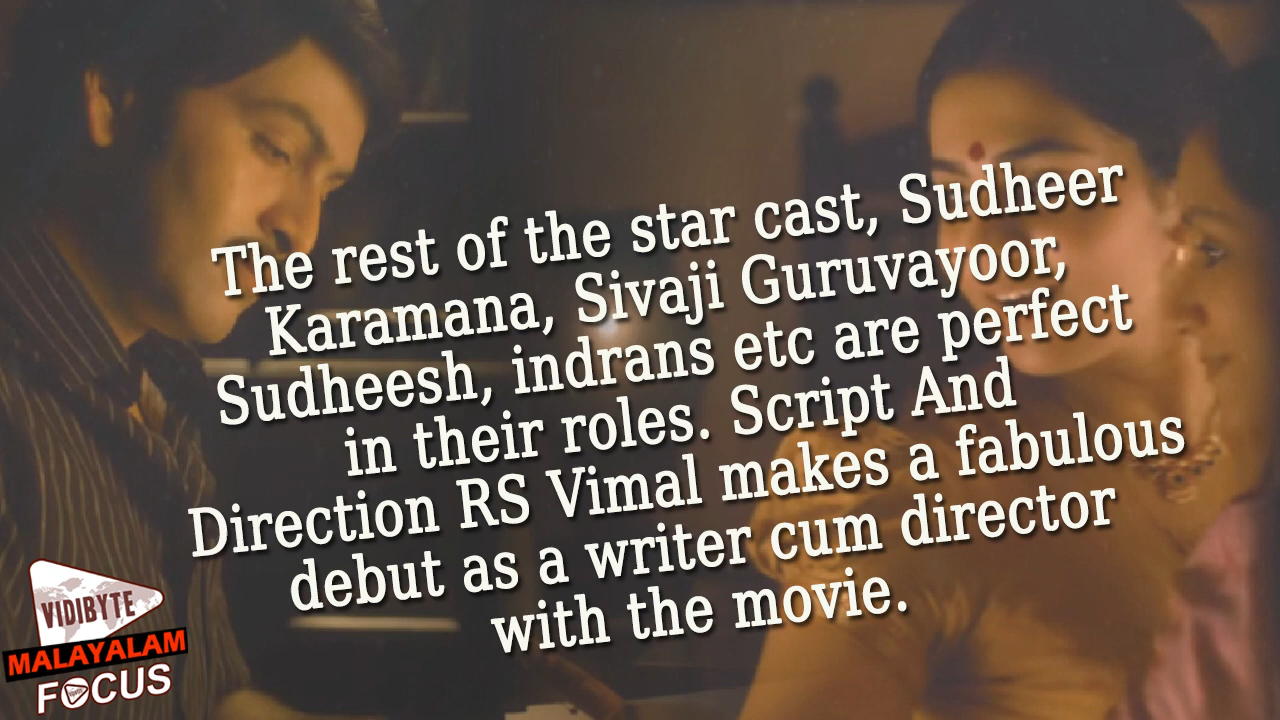 The rest of the star cast, Sudheer
Karamana, Sivaji Guruvayoor,
Sudheesh, indrans etc are perfect
in their roles. Script And
Direction RS Vimal makes a fabulous
debut as a writer cum director
with the movie.
VIDIBYTE
MALAYALAM
FOCUS